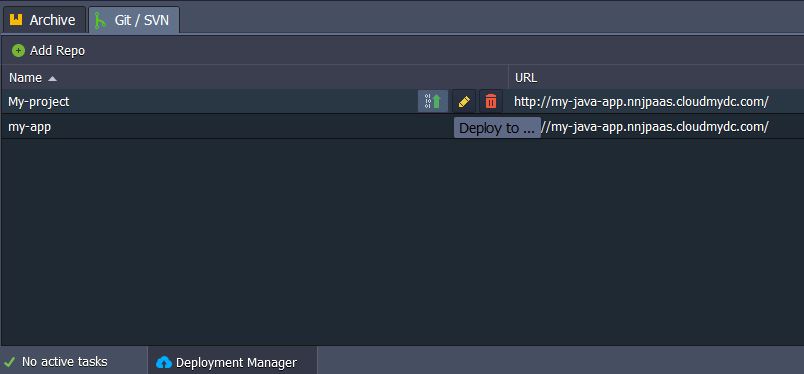 Archive Git / SVN
Add Repo
Name URL
My-project http://my-java-app.nnjpaas.cloudmydc.com/
my-app Deploy to ... //my-java-app.nnjpaas.cloudmydc.com/
No active tasks Deployment Manager